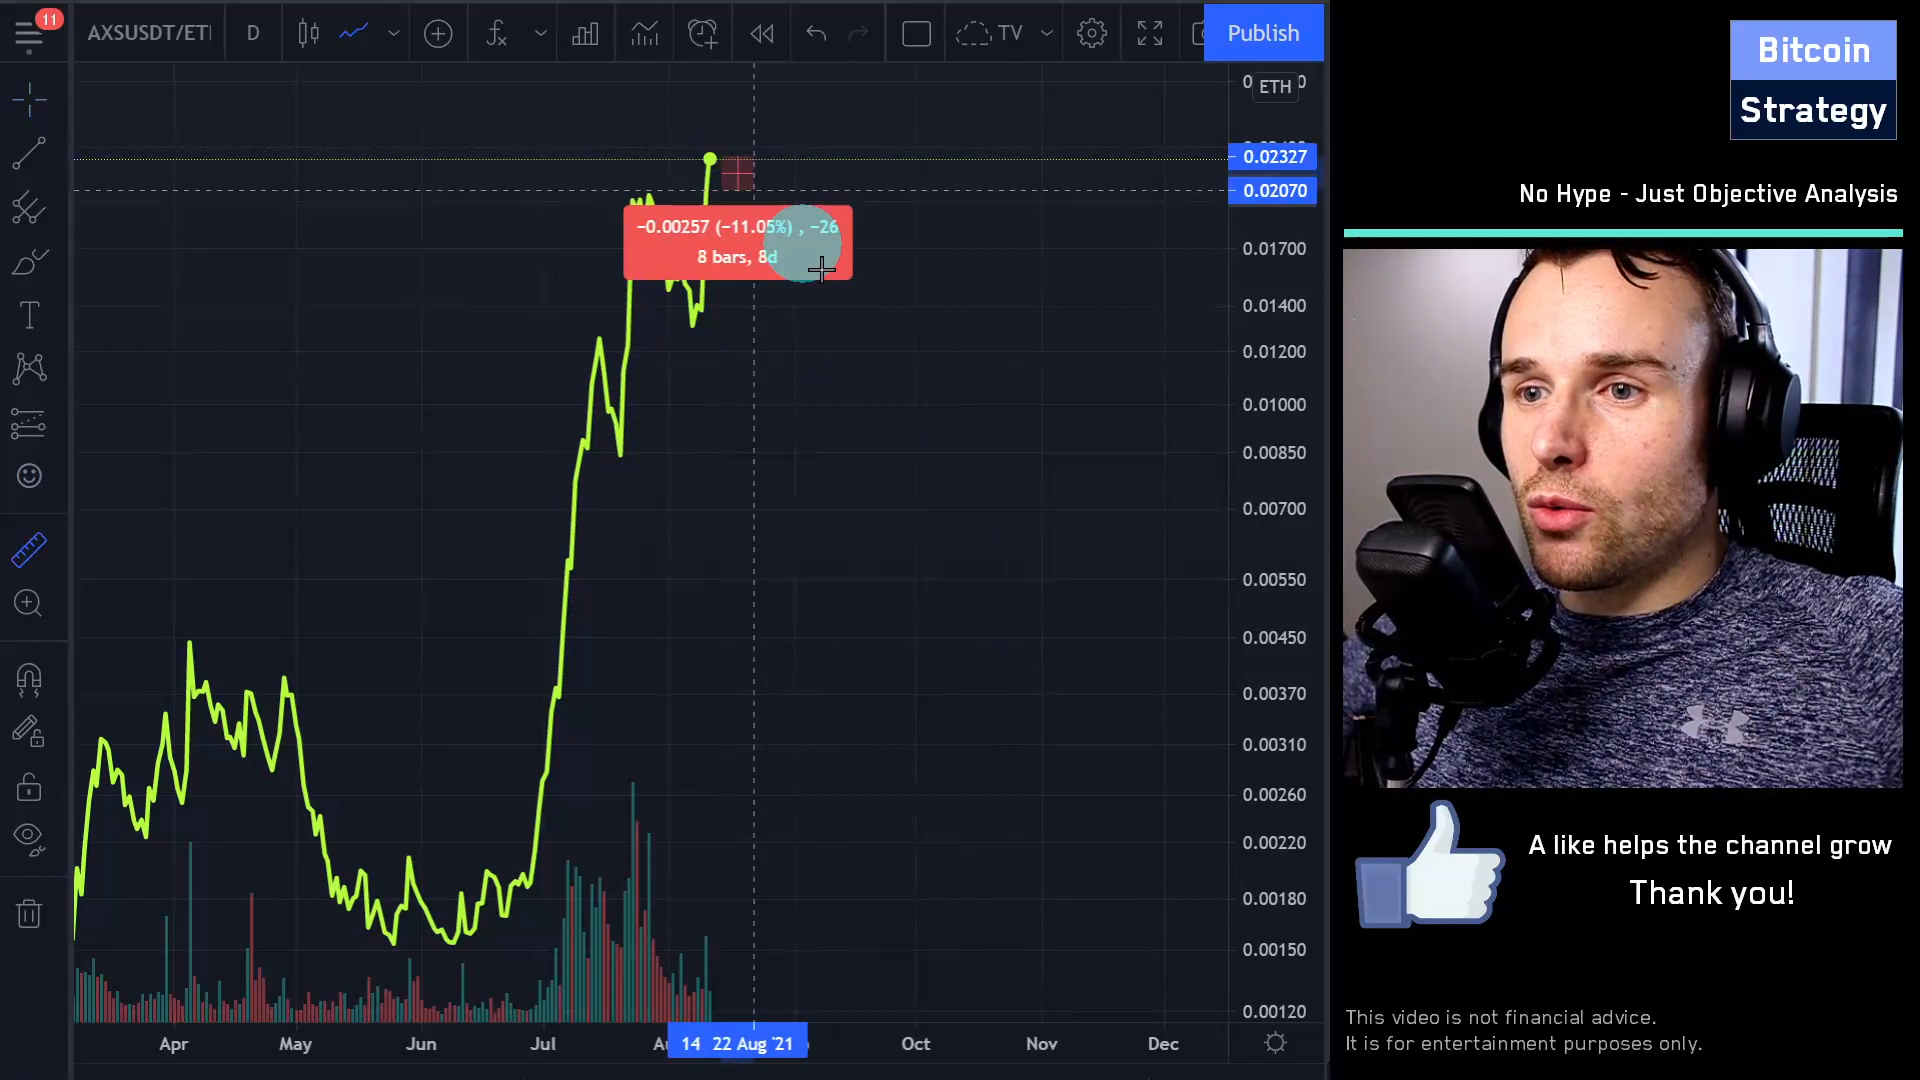 11
AXSUSDT/ETH
D
TV
Publish
ETH
0.02327
0.02070
0.01700
0.01400
0.01200
0.01000
0.00850
0.00700
0.00550
0.00450
0.00370
0.00310
0.00260
0.00220
0.00180
0.00150
0.00120
−0.00257 (−11.05%) , −26
8 bars, 8d
Apr
May
Jun
Jul
14
22 Aug '21
Oct
Nov
Dec
Bitcoin
Strategy
No Hype - Just Objective Analysis
A like helps the channel grow
Thank you!
This video is not financial advice.
It is for entertainment purposes only.